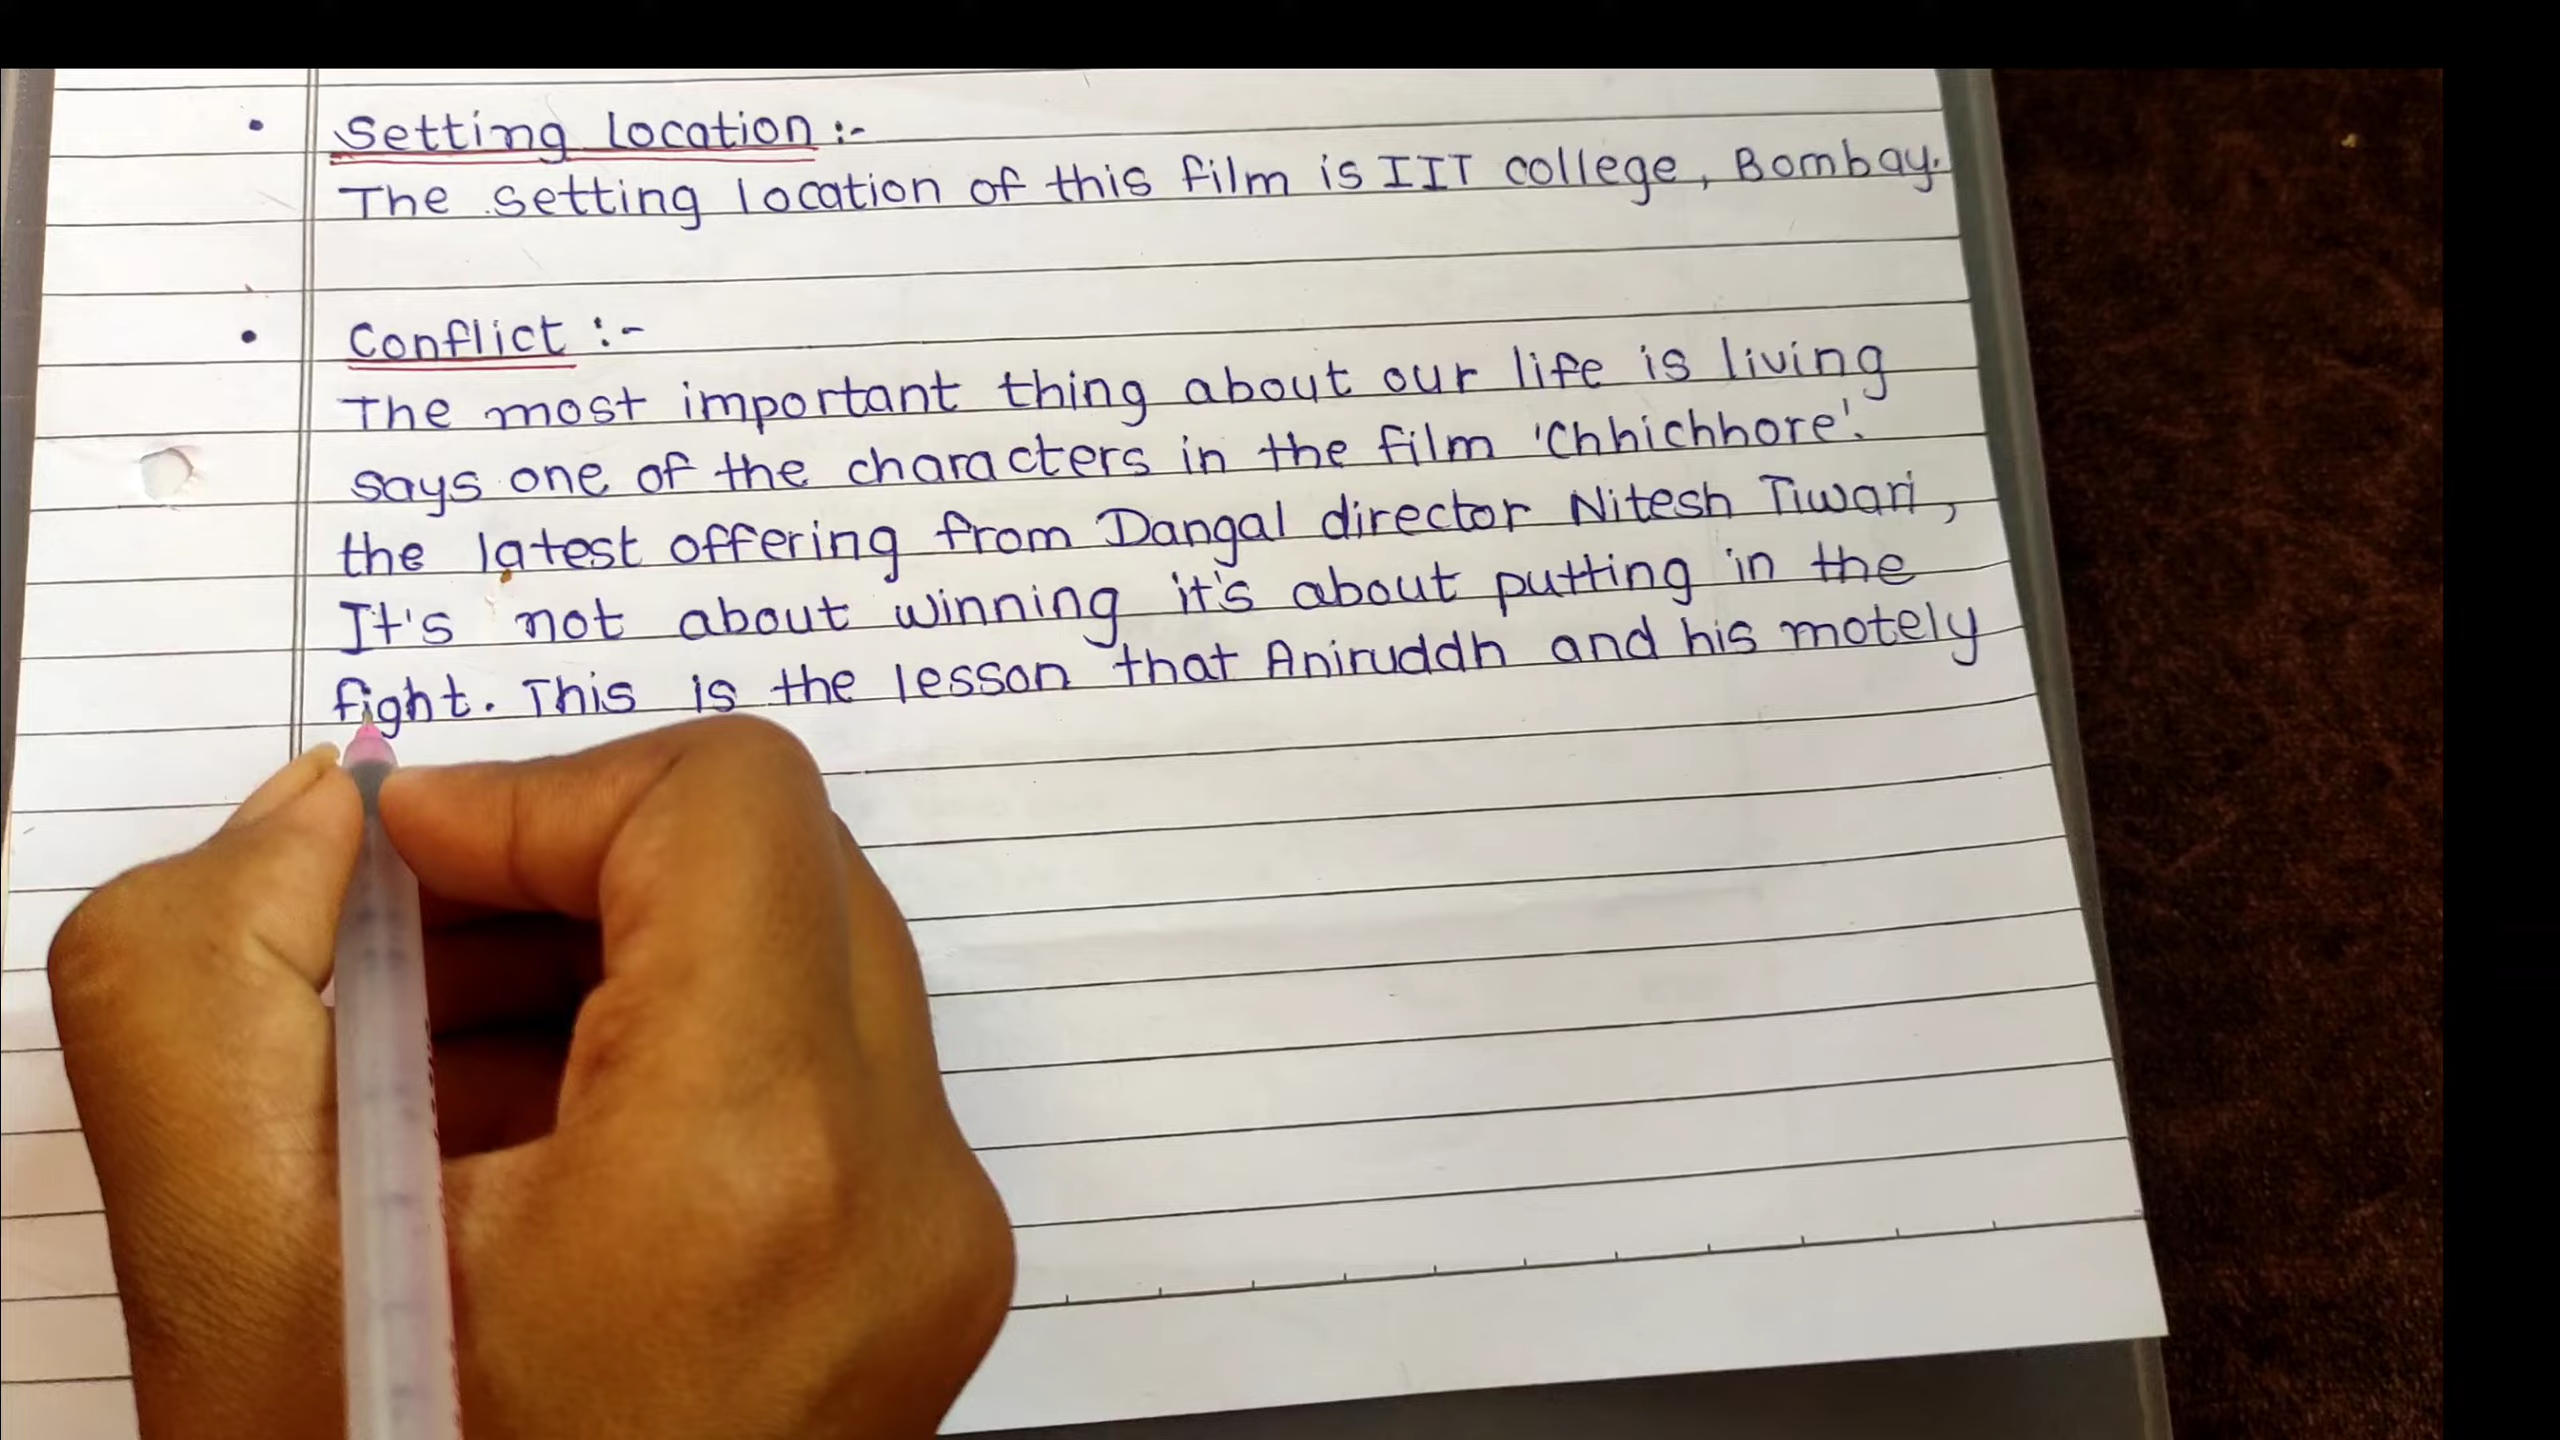 • Setting Location :-
The setting location of this film is IIT college, Bombay.
• Conflict :-
The most important thing about our life is living
says one of the characters in the film 'Chhichhore'.
the latest offering from Dangal director Nitesh Tiwari,
It's not about winning it's about putting in the
fight. This is the lesson that Aniruddh and his motely